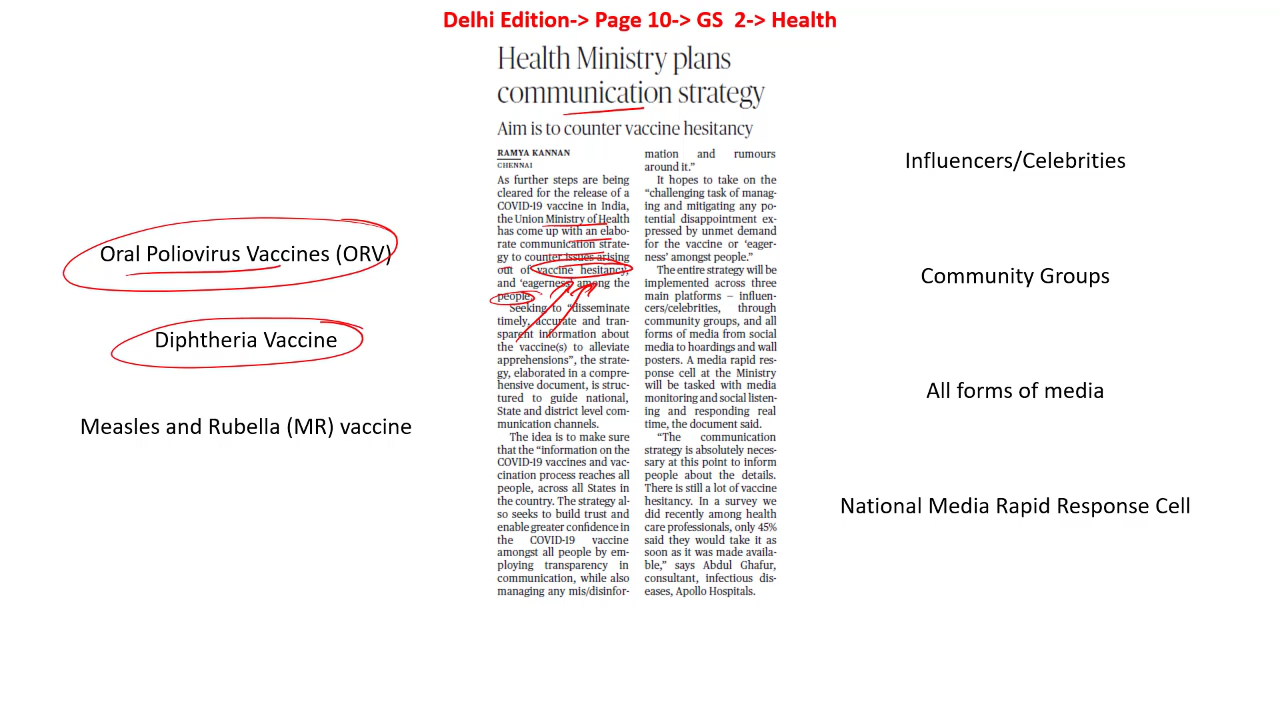 Delhi Edition-> Page 10-> GS  2-> Health
Health Ministry plans
communication strategy
Aim is to counter vaccine hesitancy
RAMYA KANNAN
CHENNAI
As further steps are being
cleared for the release of a
COVID-19 vaccine in India,
the Union Ministry of Health
has come up with an elabo-
rate communication strate-
gy to counter issues arising
out of vaccine hesitancy,
and ‘eagerness’ among the
people.
Seeking to “disseminate
timely, accurate and tran-
sparent information about
the vaccine(s) to alleviate
apprehensions”, the strate-
gy, elaborated in a compre-
hensive document, is struc-
tured to guide national,
State and district level com-
munication channels.
The idea is to make sure
that the “information on the
COVID-19 vaccines and vac-
cination process reaches all
people, across all States in
the country. The strategy al-
so seeks to build trust and
enable greater confidence in
the COVID-19 vaccine
amongst all people by em-
ploying transparency in
communication, while also
managing any mis/disinfor-
mation and rumours
around it.”
It hopes to take on the
“challenging task of manag-
ing and mitigating any po-
tential disappointment ex-
pressed by unmet demand
for the vaccine or ‘eager-
ness’ amongst people.”
The entire strategy will be
implemented across three
main platforms – influen-
cers/celebrities, through
community groups, and all
forms of media from social
media to hoardings and wall
posters. A media rapid res-
ponse cell at the Ministry
will be tasked with media
monitoring and social listen-
ing and responding real
time, the document said.
“The communication
strategy is absolutely neces-
sary at this point to inform
people about the details.
There is still a lot of vaccine
hesitancy. In a survey we
did recently among health
care professionals, only 45%
said they would take it as
soon as it was made availa-
ble,” says Abdul Ghafur,
consultant, infectious dis-
eases, Apollo Hospitals.
Oral Poliovirus Vaccines (ORV)
Diphtheria Vaccine
Measles and Rubella (MR) vaccine
Influencers/Celebrities
Community Groups
All forms of media
National Media Rapid Response Cell